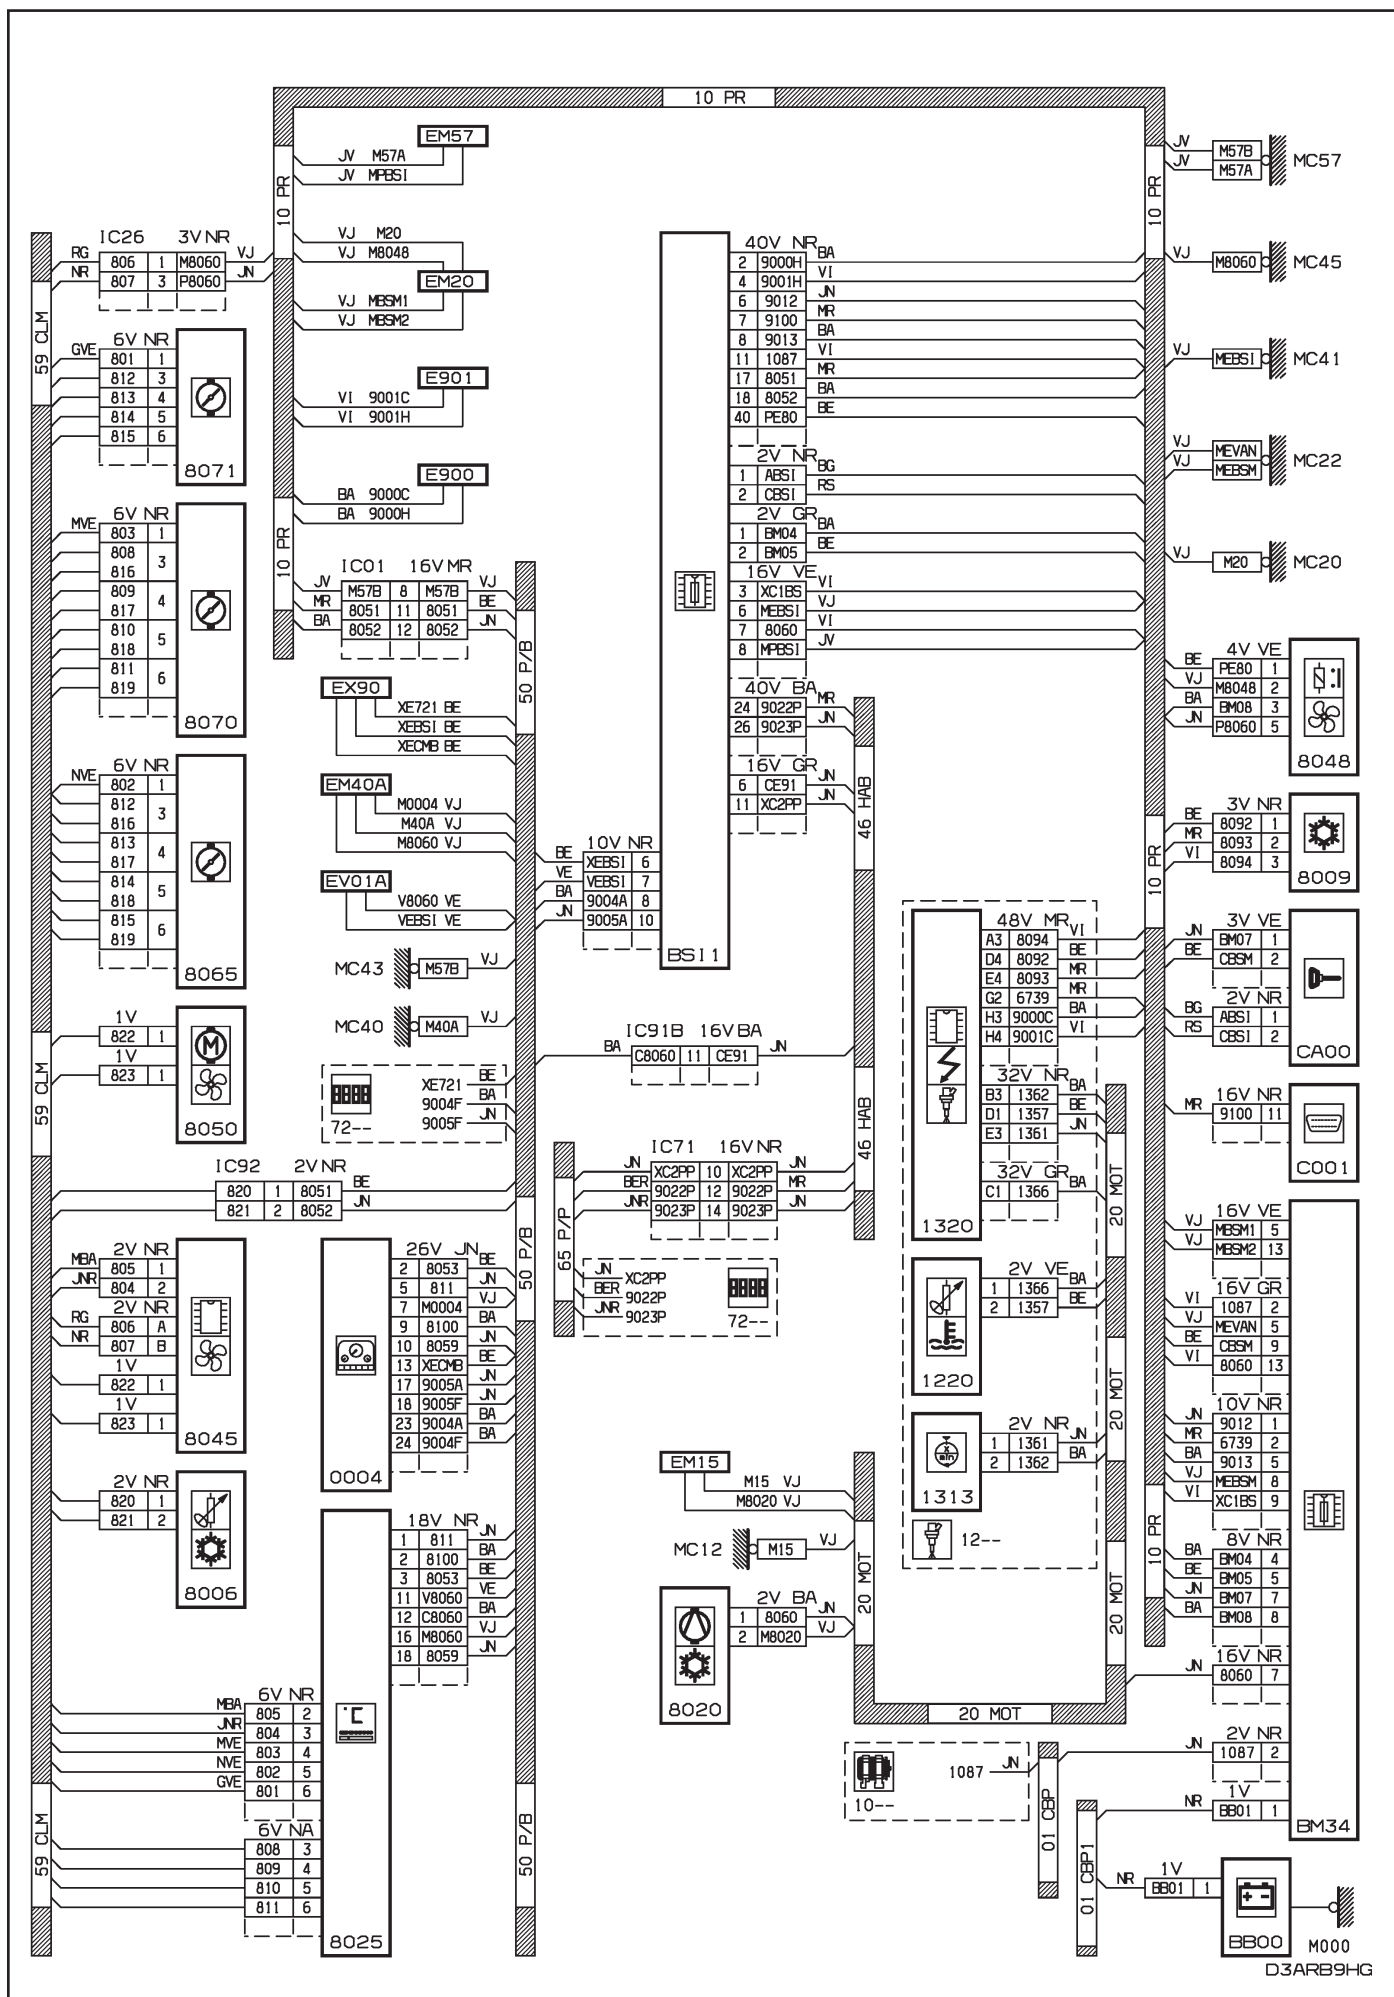 10 PR
EM57
JV M57A
JV MPBSI
10 PR
VJ M20
VJ M8048
EM20
VJ MBSM1
VJ MBSM2
E901
VI 9001C
VI 9001H
E900
BA 9000C
BA 9000H
10 PR
IC26 3V NR
RG 806 1 M8060 VJ
NR 807 3 P8060 JN
59 CLM
6V NR
GVE 801 1
812 3
813 4
814 5
815 6
8071
6V NR
MVE 803 1
808
816 3
809
817 4
810
818 5
811
819 6
8070
6V NR
NVE 802 1
812
816 3
813
817 4
814
818 5
815
819 6
8065
1V
822 1
1V
823 1
8050
59 CLM
IC92 2V NR
820 1 8051 BE
821 2 8052 JN
2V NR
MBA 805 1
JNR 804 2
2V NR
RG 806 A
NR 807 B
1V
822 1
1V
823 1
8045
2V NR
820 1
821 2
8006
6V NR
MBA 805 2
JNR 804 3
MVE 803 4
NVE 802 5
GVE 801 6
6V NA
808 3
809 4
810 5
811 6
59 CLM
°C
8025
IC01 16V MR
JV M57B 8 M57B VJ
MR 8051 11 8051 BE
BA 8052 12 8052 JN
50 P/B
EX90
XE721 BE
XEBSI BE
XECMB BE
EM40A
M0004 VJ
M40A VJ
M8060 VJ
EV01A
V8060 VE
VEBSI VE
MC43 M57B VJ
MC40 M40A VJ
XE721 BE
9004F BA
9005F JN
72--
50 P/B
26V JN
2 8053 BE
5 811 JN
7 M0004 VJ
9 8100 BA
10 8059 JN
13 XECMB BE
17 9005A JN
18 9005F JN
23 9004A BA
24 9004F BA
0004
18V NR
1 811 JN
2 8100 BA
3 8053 BE
11 V8060 VE
12 C8060 BA
16 M8060 VJ
18 8059 JN
50 P/B
40V NR
2 9000H BA
4 9001H VI
6 9012 JN
7 9100 MR
8 9013 BA
11 1087 VI
17 8051 MR
18 8052 BA
40 PE80 BE
2V NR
1 ABSI BG
2 CBSI RS
2V GR
1 BM04 BA
2 BM05 BE
16V VE
3 XC1BS VI
6 MEBSI VJ
7 8060 VI
8 MPBSI JV
40V BA
24 9022P MR
26 9023P JN
16V GR
6 CE91 JN
11 XC2PP JN
10V NR
BE XEBSI 6
VE VEBSI 7
BA 9004A 8
JN 9005A 10
BSI1
46 HAB
IC91B 16V BA
BA C8060 11 CE91 JN
46 HAB
IC71 16V NR
JN XC2PP 10 XC2PP JN
BER 9022P 12 9022P MR
JNR 9023P 14 9023P JN
65 P/P
JN XC2PP
BER 9022P
JNR 9023P
72--
EM15
M15 VJ
M8020 VJ
MC12 M15 VJ
2V BA
1 8060 JN
2 M8020 VJ
8020
20 MOT
48V MR
A3 8094 VI
D4 8092 BE
E4 8093 MR
G2 6739 MR
H3 9000C BA
H4 9001C VI
32V NR
B3 1362 BA
D1 1357 BE
E3 1361 JN
32V GR
C1 1366 BA
1320
20 MOT
2V VE
1 1366 BA
2 1357 BE
1220
20 MOT
2V NR
1 1361 JN
2 1362 BA
x
min
1313
12--
20 MOT
20 MOT
1087 JN
10--
01 CBP
01 CBP1
10 PR
JV M57B
JV M57A
MC57
VJ M8060 MC45
VJ MEBSI MC41
VJ MEVAN
VJ MEBSM
MC22
VJ M20 MC20
4V VE
BE PE80 1
VJ M8048 2
BA BM08 3
JN P8060 5
8048
10 PR
3V NR
BE 8092 1
MR 8093 2
VI 8094 3
8009
3V VE
JN BM07 1
BE CBSM 2
2V NR
BG ABSI 1
RS CBSI 2
CA00
16V NR
MR 9100 11
C001
16V VE
VJ MBSM1 5
VJ MBSM2 13
16V GR
VI 1087 2
VJ MEVAN 5
BE CBSM 9
VI 8060 13
10V NR
JN 9012 1
MR 6739 2
BA 9013 5
VJ MEBSM 8
VI XC1BS 9
10 PR
8V NR
BA BM04 4
BE BM05 5
JN BM07 7
BA BM08 8
16V NR
JN 8060 7
2V NR
JN 1087 2
1V
NR BB01 1
BM34
1V
NR BB01 1
+ -
BB00
M000
D3ARB9HG